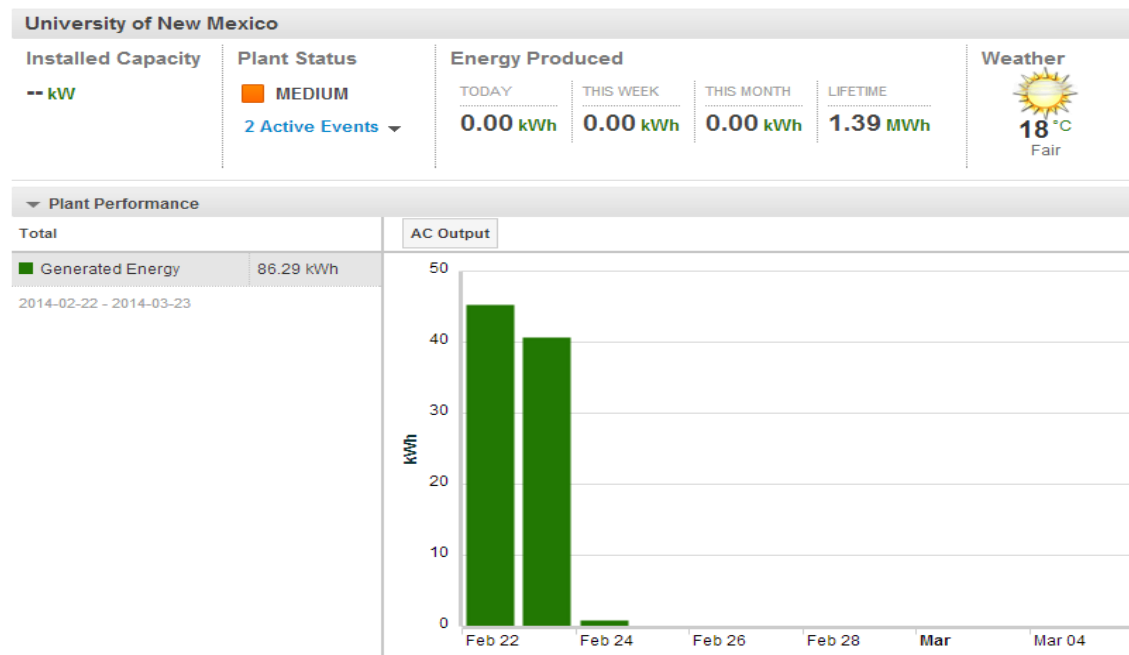 University of New Mexico
Installed Capacity
-- kW
Plant Status
MEDIUM
2 Active Events
Energy Produced
TODAY
0.00 kWh
THIS WEEK
0.00 kWh
THIS MONTH
0.00 kWh
LIFETIME
1.39 MWh
Weather
18 °C
Fair
Plant Performance
Total
Generated Energy 86.29 kWh
2014-02-22 - 2014-03-23
AC Output
kWh
50
40
30
20
10
0
Feb 22 Feb 24 Feb 26 Feb 28 Mar Mar 04